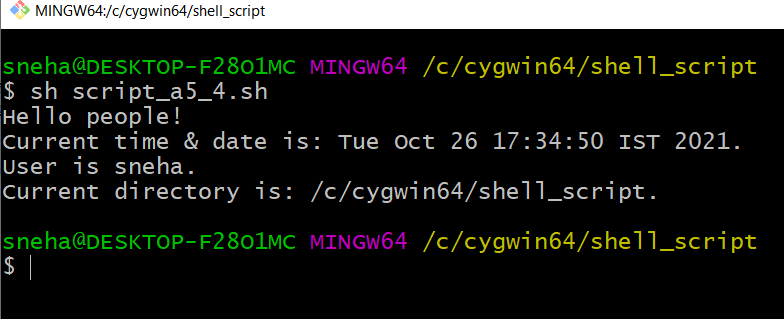 MINGW64:/c/cygwin64/shell_script
sneha@DESKTOP-F28O1MC MINGW64 /c/cygwin64/shell_script
$ sh script_a5_4.sh
Hello people!
Current time & date is: Tue Oct 26 17:34:50 IST 2021.
User is sneha.
Current directory is: /c/cygwin64/shell_script.
sneha@DESKTOP-F28O1MC MINGW64 /c/cygwin64/shell_script
$